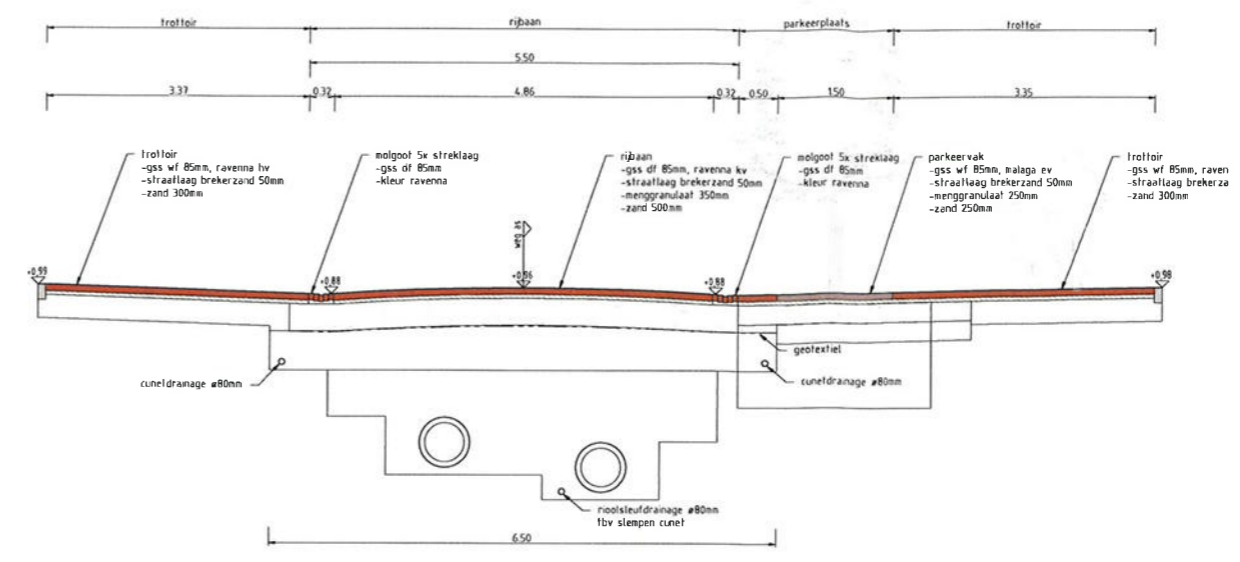 trottoir
rijbaan
parkeerplaats
trottoir
5.50
3.37
0.32
4.86
0.32
0.50
1.50
3.35
trottoir
-gss wf 85mm, ravenna hv
-straatlaag brekerzand 50mm
-zand 300mm
molgoot 5x streklaag
-gss df 85mm
-kleur ravenna
rijbaan
-gss df 85mm, ravenna kv
-straatlaag brekerzand 50mm
-menggranulaat 350mm
-zand 500mm
molgoot 5x streklaag
-gss df 85mm
-kleur ravenna
parkeervak
-gss wf 85mm, malaga ev
-straatlaag brekerzand 50mm
-menggranulaat 250mm
-zand 250mm
trottoir
-gss wf 85mm, raven
-straatlaag brekerza
-zand 300mm
weg as
+0.99
+0.88
+0.96
+0.88
+0.98
geotextiel
cunetdrainage ø80mm
cunetdrainage ø80mm
rioolsleufdrainage ø80mm
tbv slempen cunet
6.50